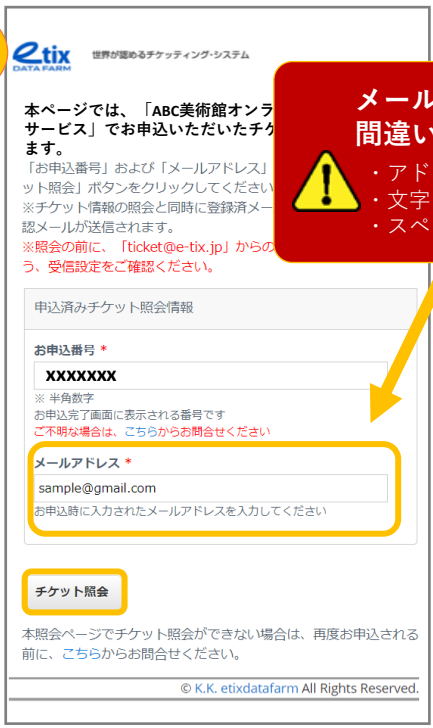 etix
DATA FARM
世界が認めるチケッティング・システム
本ページでは、「ABC美術館オンラ
サービス」でお申込いただいたチケ
ます。
「お申込番号」および「メールアドレス」
ット照会」ボタンをクリックしてください
※チケット情報の照会と同時に登録済メー
認メールが送信されます。
※照会の前に、「ticket@e-tix.jp」からの
う、受信設定をご確認ください。
メール
間違い
・アド
・文字
・スペ
申込済みチケット照会情報
お申込番号 *
XXXXXXX
※ 半角数字
お申込完了画面に表示される番号です
ご不明な場合は、こちらからお問合せください
メールアドレス *
sample@gmail.com
お申込時に入力されたメールアドレスを入力してください
チケット照会
本照会ページでチケット照会ができない場合は、再度お申込される
前に、こちらからお問合せください。
© K.K. etixdatafarm All Rights Reserved.